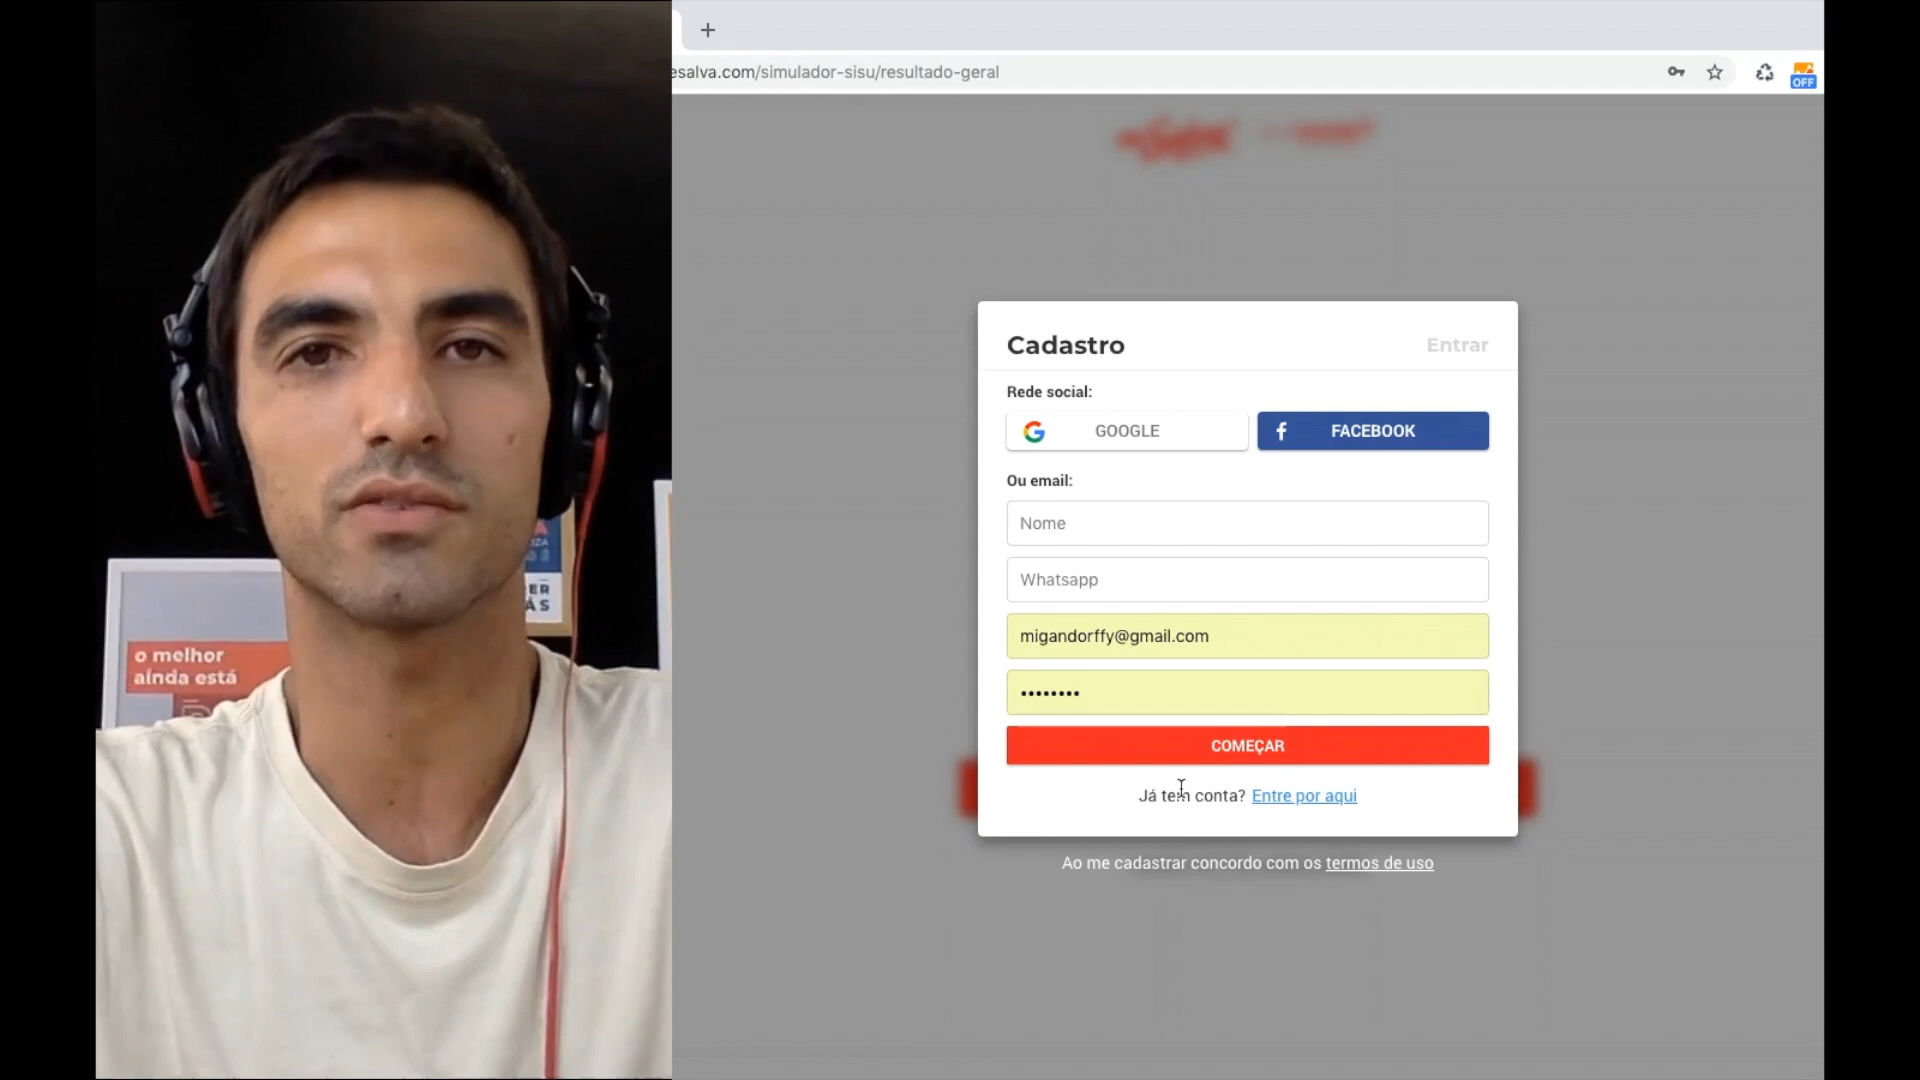 esalva.com/simulador-sisu/resultado-geral
OFF
Cadastro
Entrar
Rede social:
GOOGLE
FACEBOOK
Ou email:
Nome
Whatsapp
migandorffy@gmail.com
••••••••
COMEÇAR
Já tem conta? Entre por aqui
Ao me cadastrar concordo com os termos de uso
o melhor
ainda está